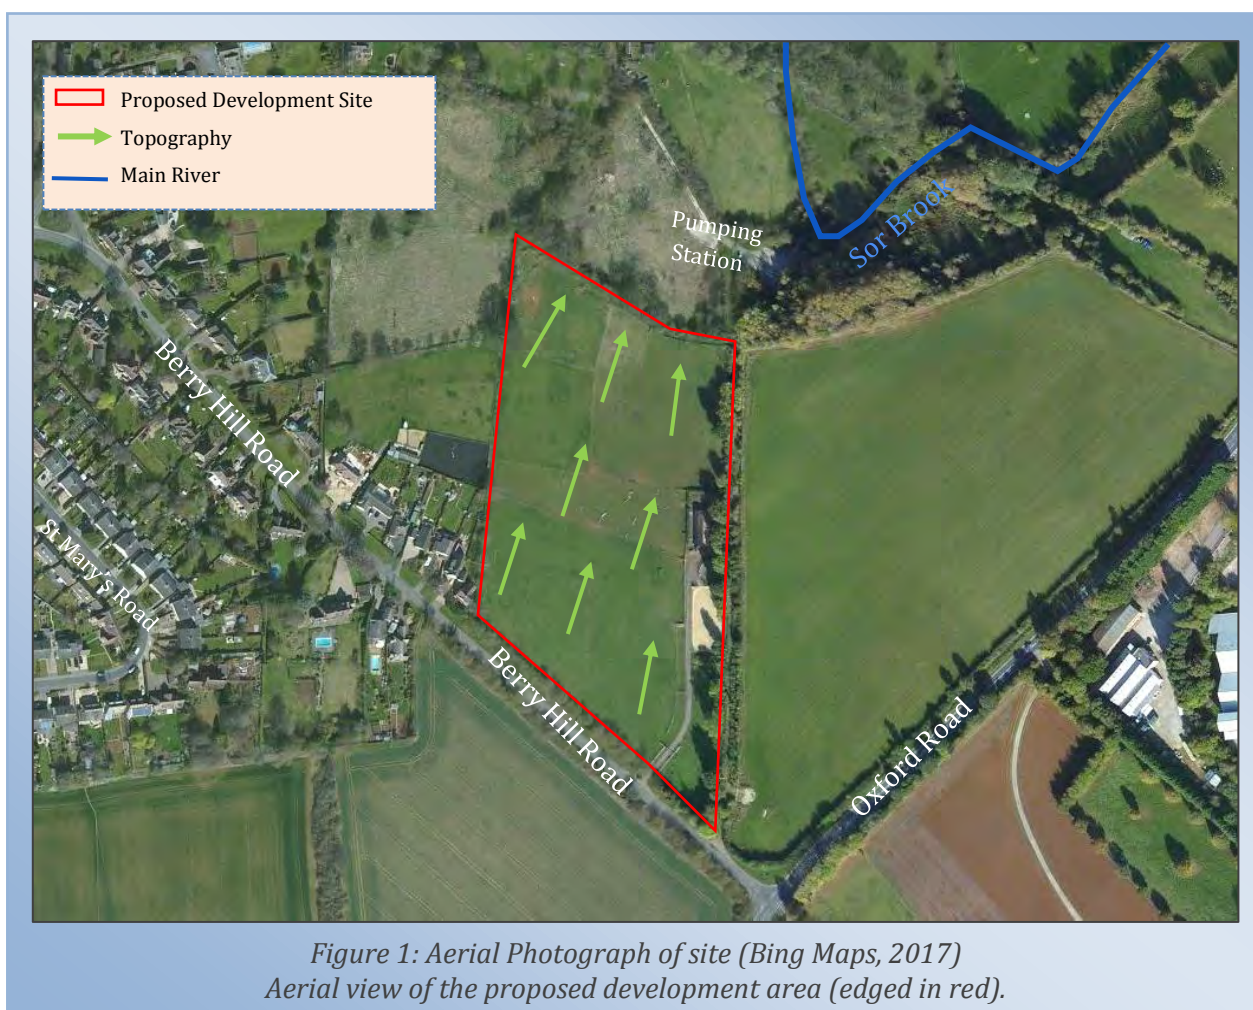 Proposed Development Site
Topography
Main River
Pumping
Station
Sor Brook
Berry Hill Road
St Mary's Road
Berry Hill Road
Oxford Road
Figure 1: Aerial Photograph of site (Bing Maps, 2017)
Aerial view of the proposed development area (edged in red).